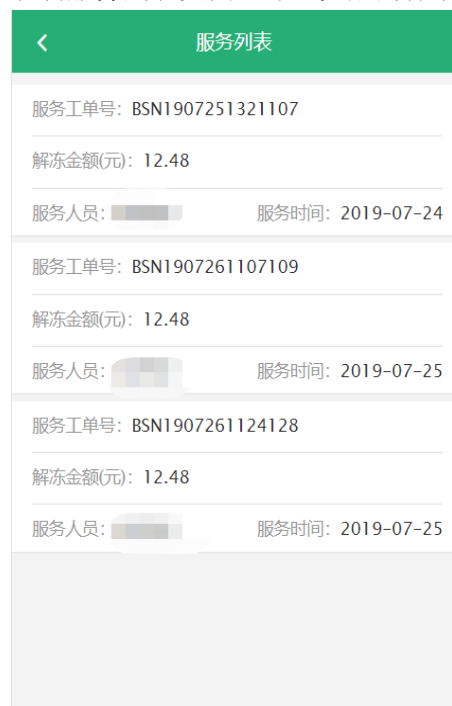 服务列表
服务工单号：BSN1907251321107
解冻金额(元)：12.48
服务人员：
服务时间：2019-07-24
服务工单号：BSN1907261107109
解冻金额(元)：12.48
服务人员：
服务时间：2019-07-25
服务工单号：BSN1907261124128
解冻金额(元)：12.48
服务人员：
服务时间：2019-07-25